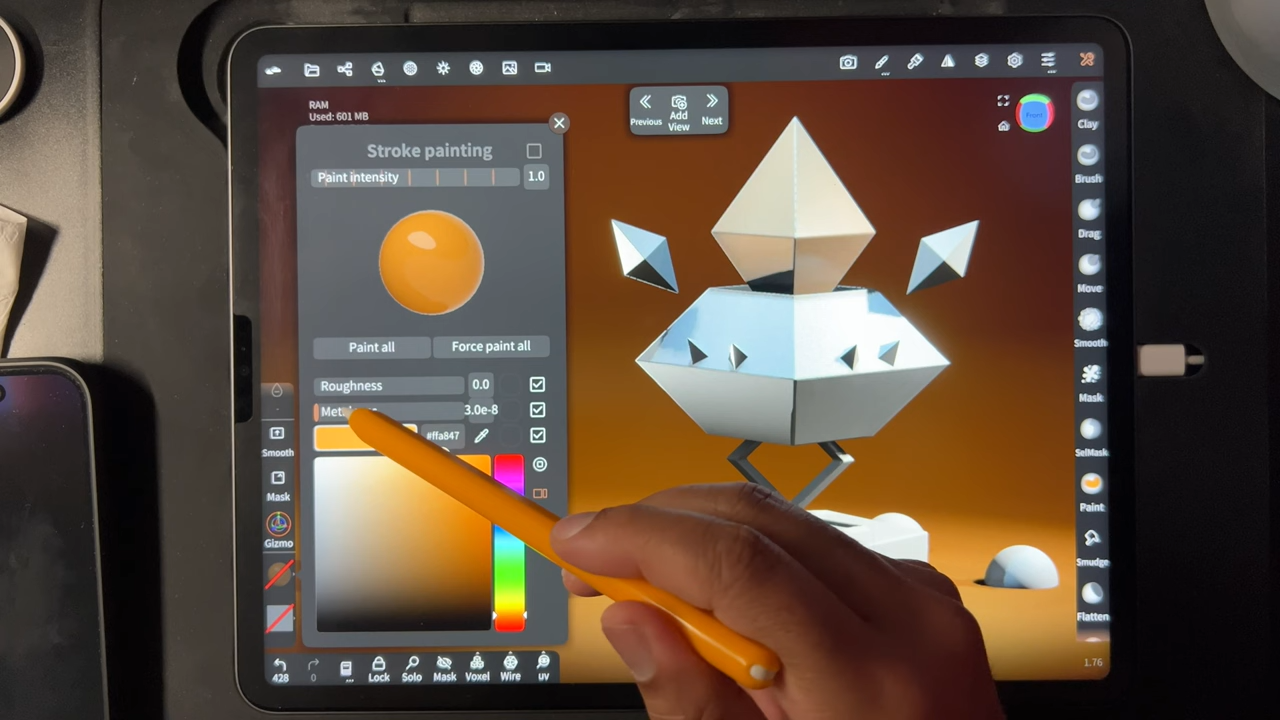 RAM
Used: 601 MB
Previous
Add
View
Next
Front
Stroke painting
Paint intensity 1.0
Paint all
Force paint all
Roughness 0.0
3.0e-8
#ffa847
Smooth
Mask
Gizmo
Clay
Brush
Drag
Move
Smooth
Mask
SelMask
Paint
Smudge
Flatten
428
0
Lock
Solo
Mask
Voxel
Wire
UV
1.76